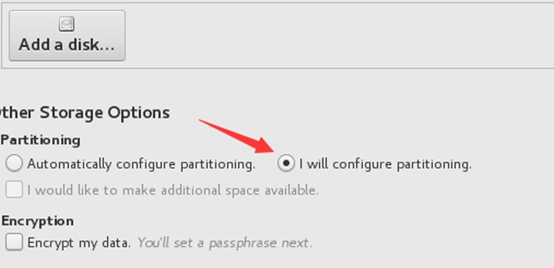 Add a disk...
ther Storage Options
Partitioning
Automatically configure partitioning. I will configure partitioning.
I would like to make additional space available.
Encryption
Encrypt my data. You'll set a passphrase next.